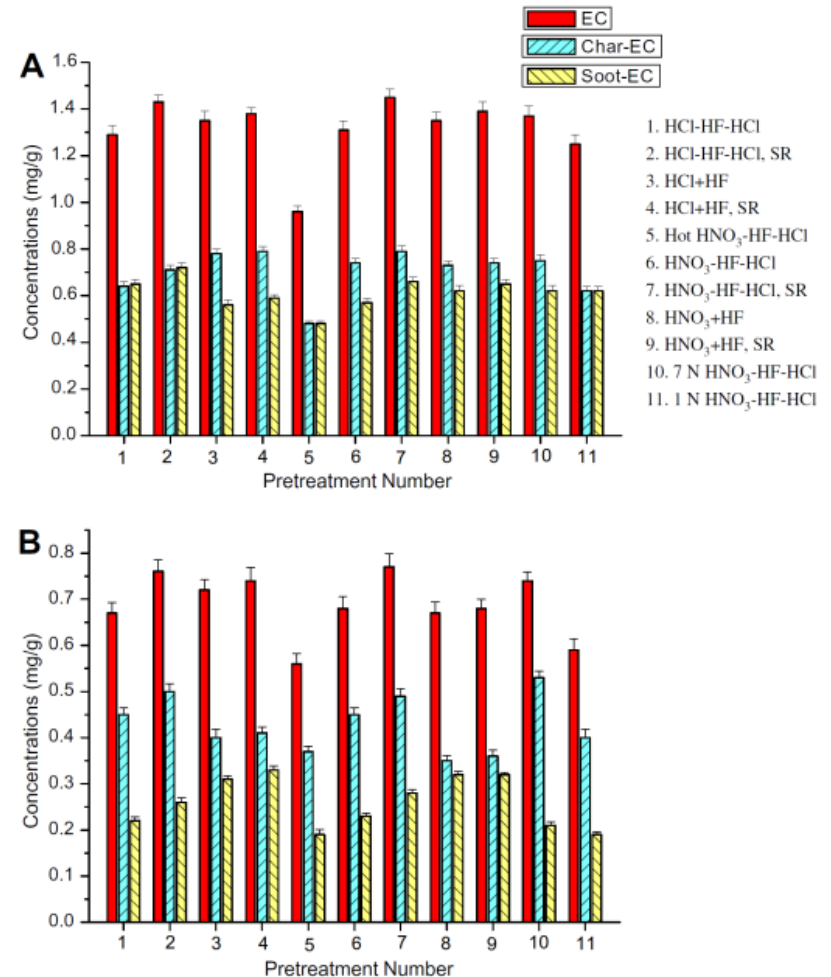 EC
Char-EC
Soot-EC
A
1.6
1.4
1.2
1.0
0.8
0.6
0.4
0.2
0.0
Concentrations (mg/g)
1 2 3 4 5 6 7 8 9 10 11
Pretreatment Number
1. HCl-HF-HCl
2. HCl-HF-HCl, SR
3. HCl+HF
4. HCl+HF, SR
5. Hot HNO₃-HF-HCl
6. HNO₃-HF-HCl
7. HNO₃-HF-HCl, SR
8. HNO₃+HF
9. HNO₃+HF, SR
10. 7 N HNO₃-HF-HCl
11. 1 N HNO₃-HF-HCl
B
0.8
0.7
0.6
0.5
0.4
0.3
0.2
0.1
0.0
Concentrations (mg/g)
1 2 3 4 5 6 7 8 9 10 11
Pretreatment Number